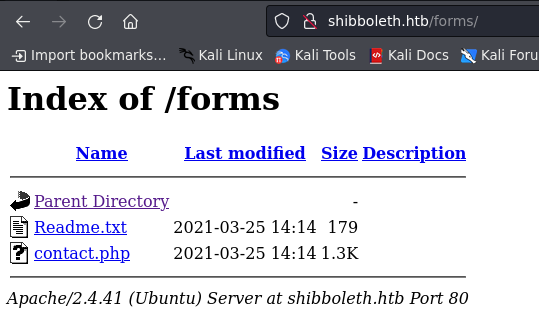 shibboleth.htb/forms/
Import bookmarks... Kali Linux Kali Tools Kali Docs Kali Foru
Index of /forms
Name Last modified Size Description
Parent Directory -
Readme.txt 2021-03-25 14:14 179
contact.php 2021-03-25 14:14 1.3K
Apache/2.4.41 (Ubuntu) Server at shibboleth.htb Port 80